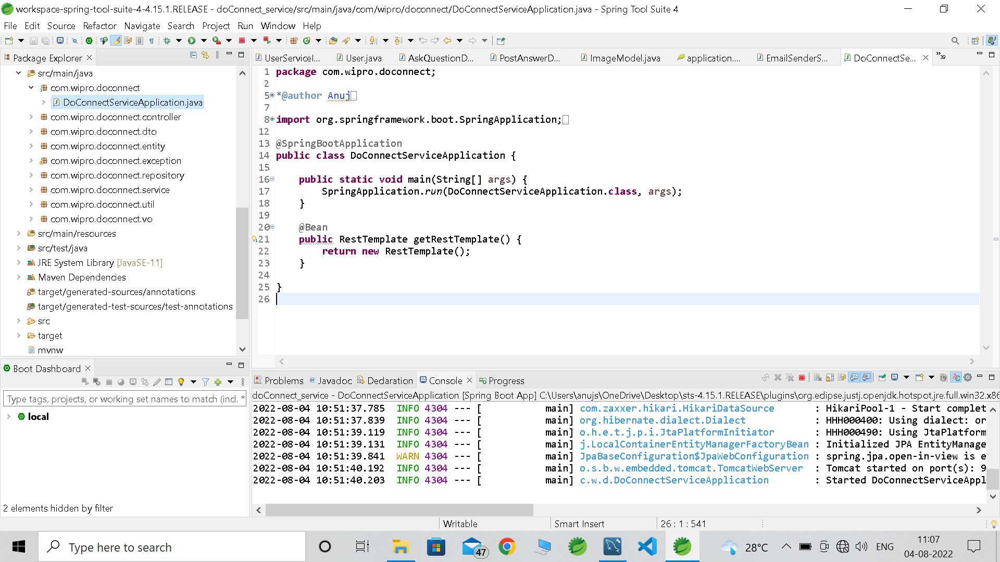 workspace-spring-tool-suite-4-4.15.1.RELEASE - doConnect_service/src/main/java/com/wipro/doconnect/DoConnectServiceApplication.java - Spring Tool Suite 4
File Edit Source Refactor Navigate Search Project Run Window Help
Package Explorer
src/main/java
com.wipro.doconnect
DoConnectServiceApplication.java
com.wipro.doconnect.controller
com.wipro.doconnect.dto
com.wipro.doconnect.entity
com.wipro.doconnect.exception
com.wipro.doconnect.repository
com.wipro.doconnect.service
com.wipro.doconnect.util
com.wipro.doconnect.vo
src/main/resources
src/test/java
JRE System Library [JavaSE-11]
Maven Dependencies
target/generated-sources/annotations
target/generated-test-sources/test-annotations
src
target
mvnw
UserServiceI... User.java AskQuestionD... PostAnswerD... ImageModel.java application.... EmailSenderS... DoConnectSe... »39
1 package com.wipro.doconnect;
2
5 *@author Anuj
7
8 import org.springframework.boot.SpringApplication;
12
13 @SpringBootApplication
14 public class DoConnectServiceApplication {
15
16 public static void main(String[] args) {
17 SpringApplication.run(DoConnectServiceApplication.class, args);
18 }
19
20 @Bean
21 public RestTemplate getRestTemplate() {
22 return new RestTemplate();
23 }
24
25 }
26
Boot Dashboard
Type tags, projects, or working set names to match (incl. *
local
2 elements hidden by filter
Problems Javadoc Declaration Console Progress
doConnect_service - DoConnectServiceApplication [Spring Boot App] C:\Users\anujs\OneDrive\Desktop\sts-4.15.1.RELEASE\plugins\org.eclipse.justj.openjdk.hotspot.jre.full.win32.x86
2022-08-04 10:51:37.785 INFO 4304 --- [ main] com.zaxxer.hikari.HikariDataSource : HikariPool-1 - Start complet
2022-08-04 10:51:37.839 INFO 4304 --- [ main] org.hibernate.dialect.Dialect : HHH000400: Using dialect: or
2022-08-04 10:51:39.119 INFO 4304 --- [ main] o.h.e.t.j.p.i.JtaPlatformInitiator : HHH000490: Using JtaPlatform
2022-08-04 10:51:39.131 INFO 4304 --- [ main] j.LocalContainerEntityManagerFactoryBean : Initialized JPA EntityManage
2022-08-04 10:51:39.841 WARN 4304 --- [ main] JpaBaseConfiguration$JpaWebConfiguration : spring.jpa.open-in-view is e
2022-08-04 10:51:40.192 INFO 4304 --- [ main] o.s.b.w.embedded.tomcat.TomcatWebServer : Tomcat started on port(s): 9
2022-08-04 10:51:40.203 INFO 4304 --- [ main] c.w.d.DoConnectServiceApplication : Started DoConnectServiceAppl
Writable Smart Insert 26 : 1 : 541
Type here to search
47
28°C
ENG
11:07
04-08-2022